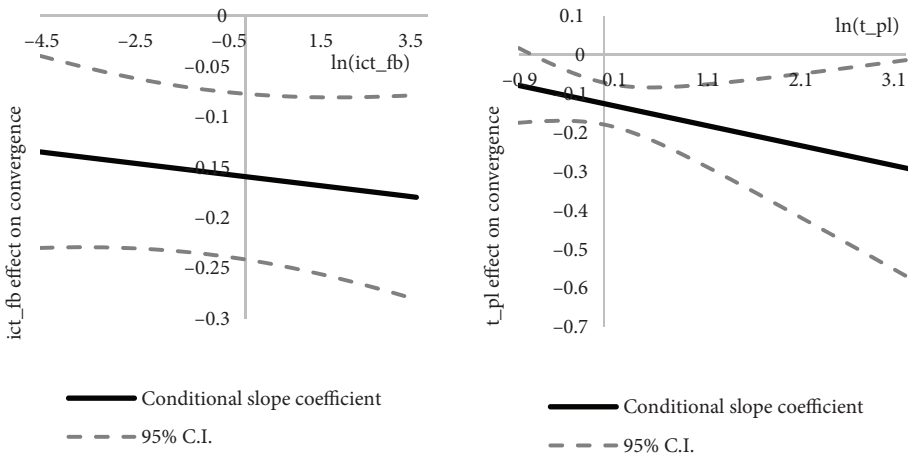 0
–4.5 –2.5 –0.5 1.5 3.5
ln(ict_fb)
–0.05
–0.1
–0.15
–0.2
–0.25
–0.3
ict_fb effect on convergence
Conditional slope coefficient
95% C.I.
0.1
ln(t_pl)
0
–0.9 –0.1 1.1 2.1 3.1
–0.1
–0.2
–0.3
–0.4
–0.5
–0.6
–0.7
t_pl effect on convergence
Conditional slope coefficient
95% C.I.